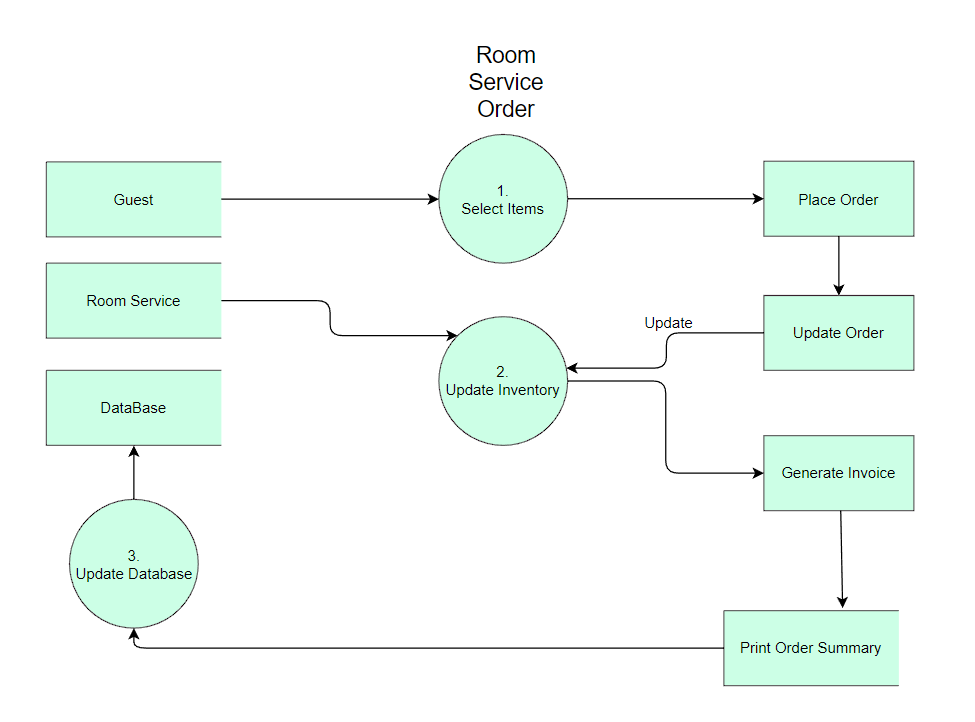 Room
Service
Order
Guest
1.
Select Items
Place Order
Room Service
Update
Update Order
2.
Update Inventory
DataBase
Generate Invoice
3.
Update Database
Print Order Summary